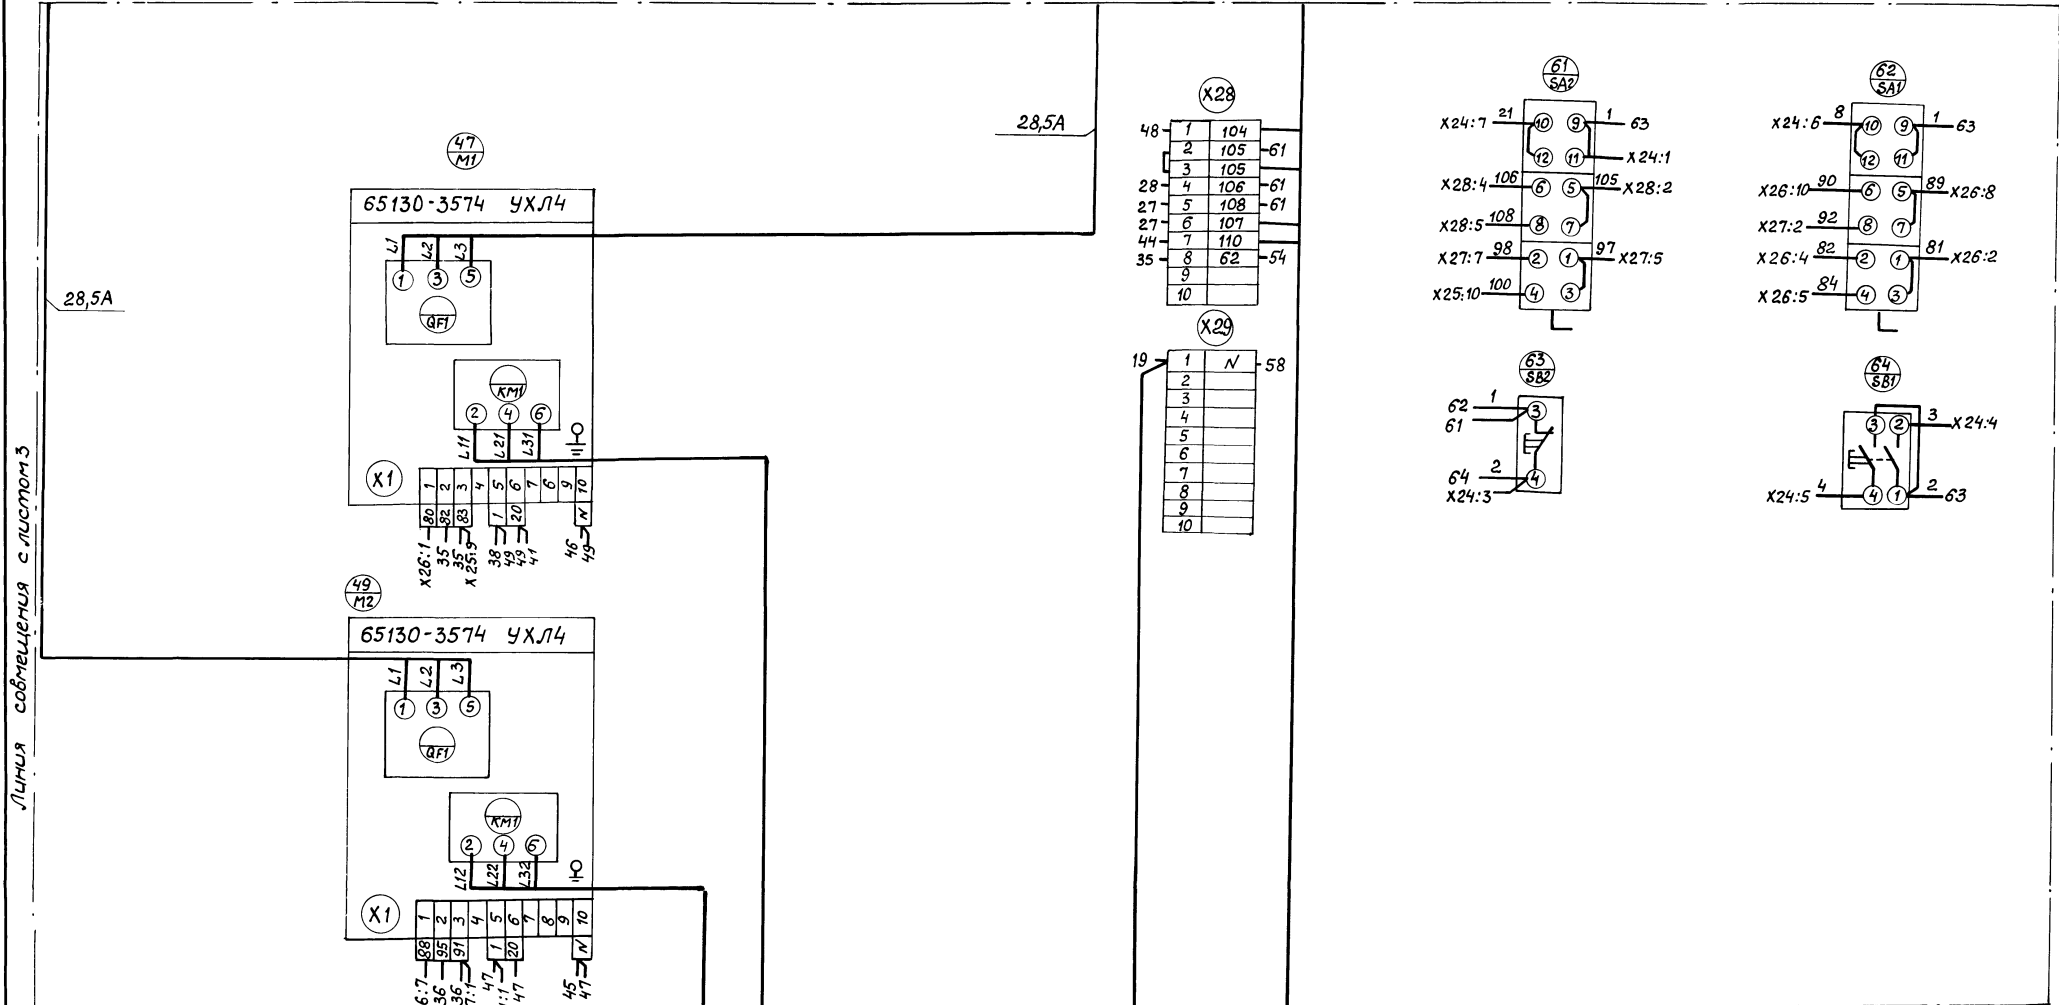 Линия совмещения с листом 3
28,5А
28,5А
47
М1
65130-3574 УХЛ4
L1 L2 L3
1 3 5
QF1
КМ1
2 4 6
L11 L21 L31
X1
1 2 3 4 5 6 7 8 9 10
80 82 83 1 20 N
X26:1 35 35 X25:9 38 49 49 41 46 49
49
М2
65130-3574 УХЛ4
L1 L2 L3
1 3 5
QF1
КМ1
2 4 6
L12 L22 L32
X1
1 2 3 4 5 6 7 8 9 10
88 95 91 1 20 N
6:7 36 36 7:1 47 :1 47 45 47
X28
48 1 104
2 105 61
3 105
28 4 106 61
27 5 108 61
27 6 107
44 7 110
35 8 62 54
9
10
X29
19 1 N 58
2
3
4
5
6
7
8
9
10
61
SA2
X24:7 21 10 9 1 63
12 11 X24:1
X28:4 106 6 5 105 X28:2
X28:5 108 8 7
X27:7 98 2 1 97 X27:5
X25:10 100 4 3
62
SA1
X24:6 8 10 9 1 63
12 11
X26:10 90 6 5 89 X26:8
X27:2 92 8 7
X26:4 82 2 1 81 X26:2
X26:5 84 4 3
63
SB2
62 1 3
61
64 2 4
X24:3
64
SB1
3 2 3 X24:4
X24:5 4 4 1 2 63